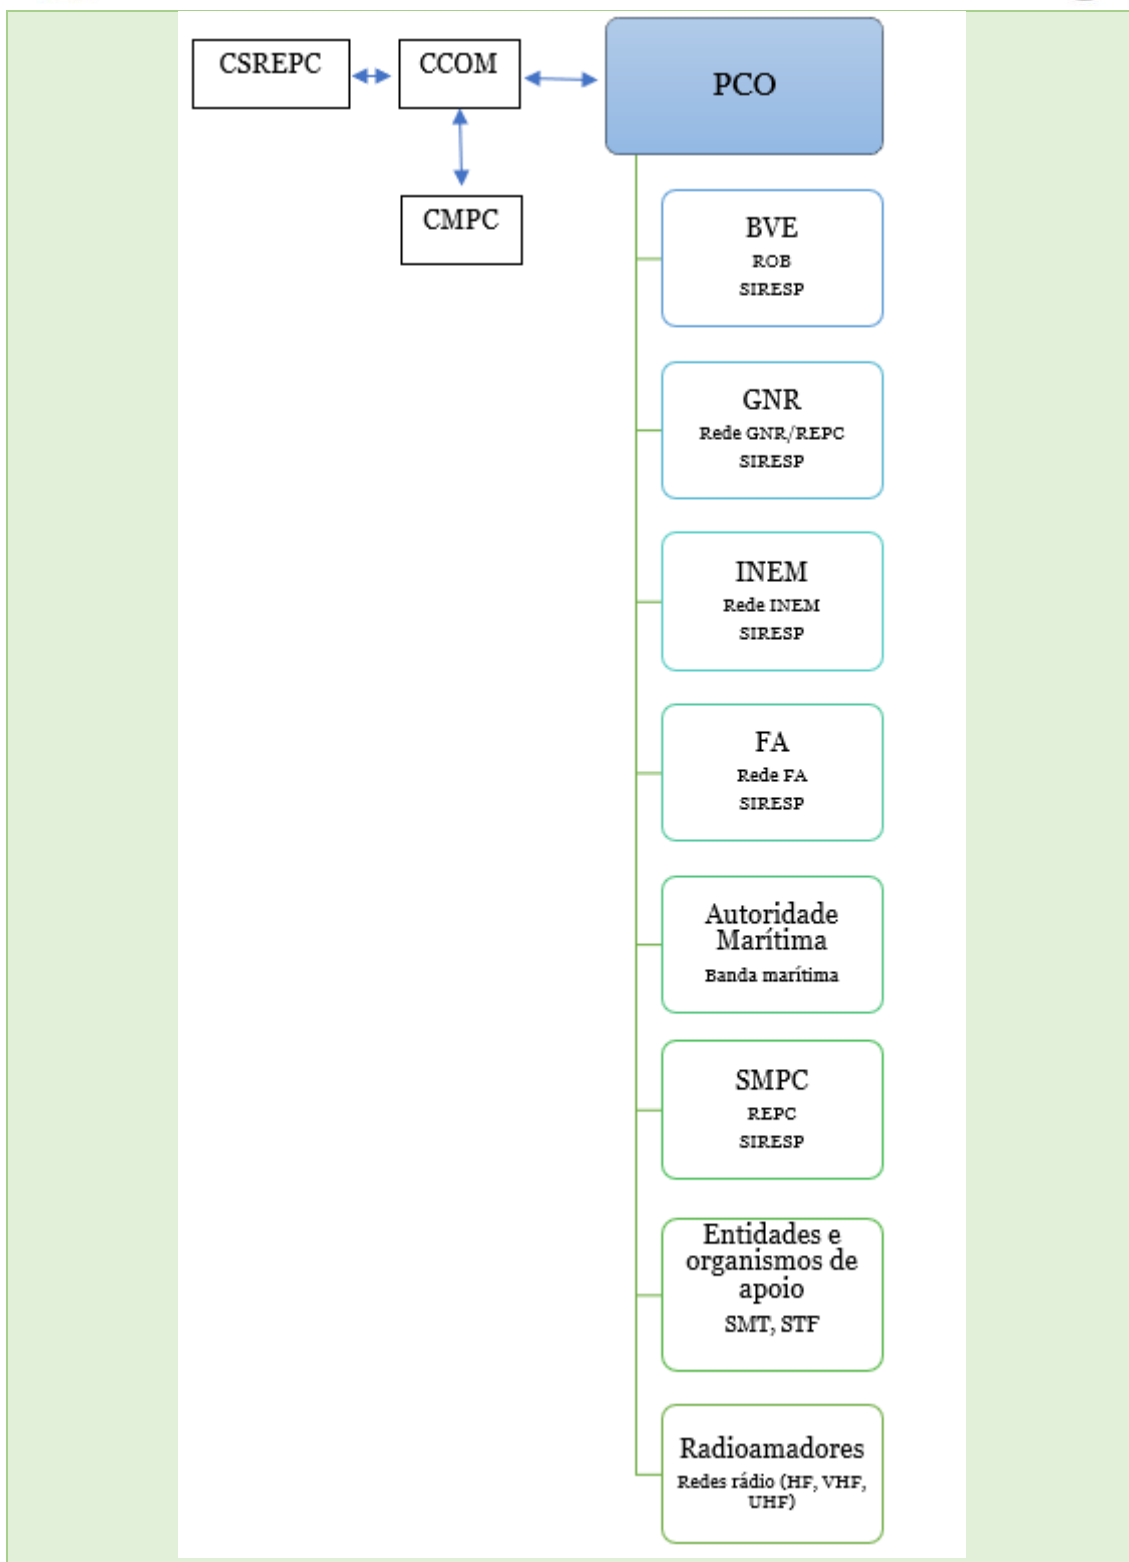 CSREPC
CCOM
PCO
CMPC
BVE
ROB
SIRESP
GNR
Rede GNR/REPC
SIRESP
INEM
Rede INEM
SIRESP
FA
Rede FA
SIRESP
Autoridade
Marítima
Banda marítima
SMPC
REPC
SIRESP
Entidades e
organismos de
apoio
SMT, STF
Radioamadores
Redes rádio (HF, VHF,
UHF)